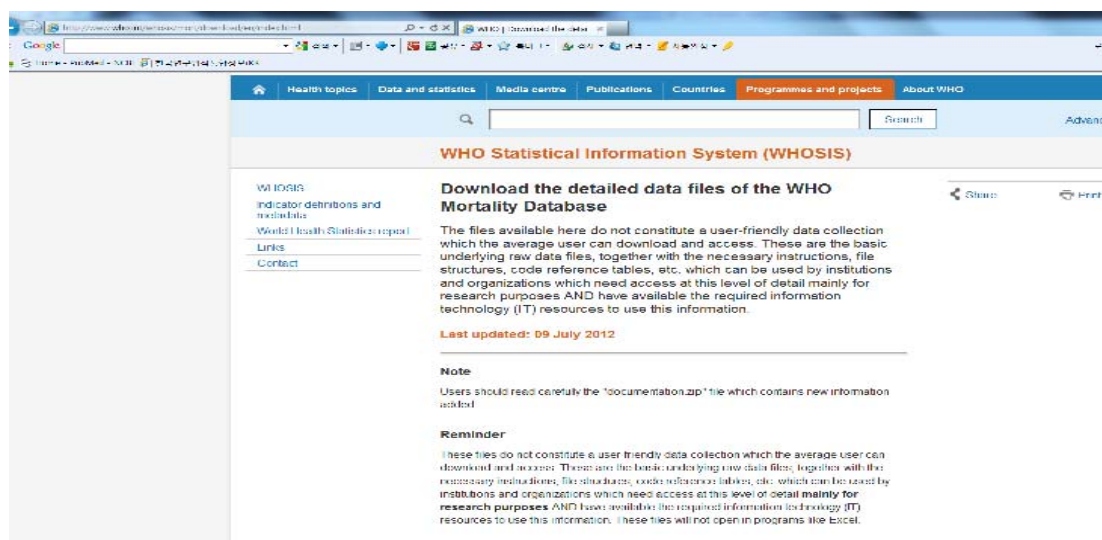 WHO | Download the detai
Google
Home - PubMed - NCBI
Health topics Data and statistics Media centre Publications Countries Programmes and projects About WHO
Search
Advanc
WHO Statistical Information System (WHOSIS)
WHOSIS
Indicator definitions and
metadata
World Health Statistics report
Links
Contact
Download the detailed data files of the WHO
Mortality Database
Share
Print
The files available here do not constitute a user-friendly data collection
which the average user can download and access. These are the basic
underlying raw data files, together with the necessary instructions, file
structures, code reference tables, etc. which can be used by institutions
and organizations which need access at this level of detail mainly for
research purposes AND have available the required information
technology (IT) resources to use this information.
Last updated: 09 July 2012
Note
Users should read carefully the "documentation.zip" file which contains new information
added
Reminder
These files do not constitute a user friendly data collection which the average user can
download and access. These are the basic underlying raw data files, together with the
necessary instructions, file structures, code reference tables, etc. which can be used by
institutions and organizations which need access at this level of detail mainly for
research purposes AND have available the required information technology (IT)
resources to use this information. These files will not open in programs like Excel.